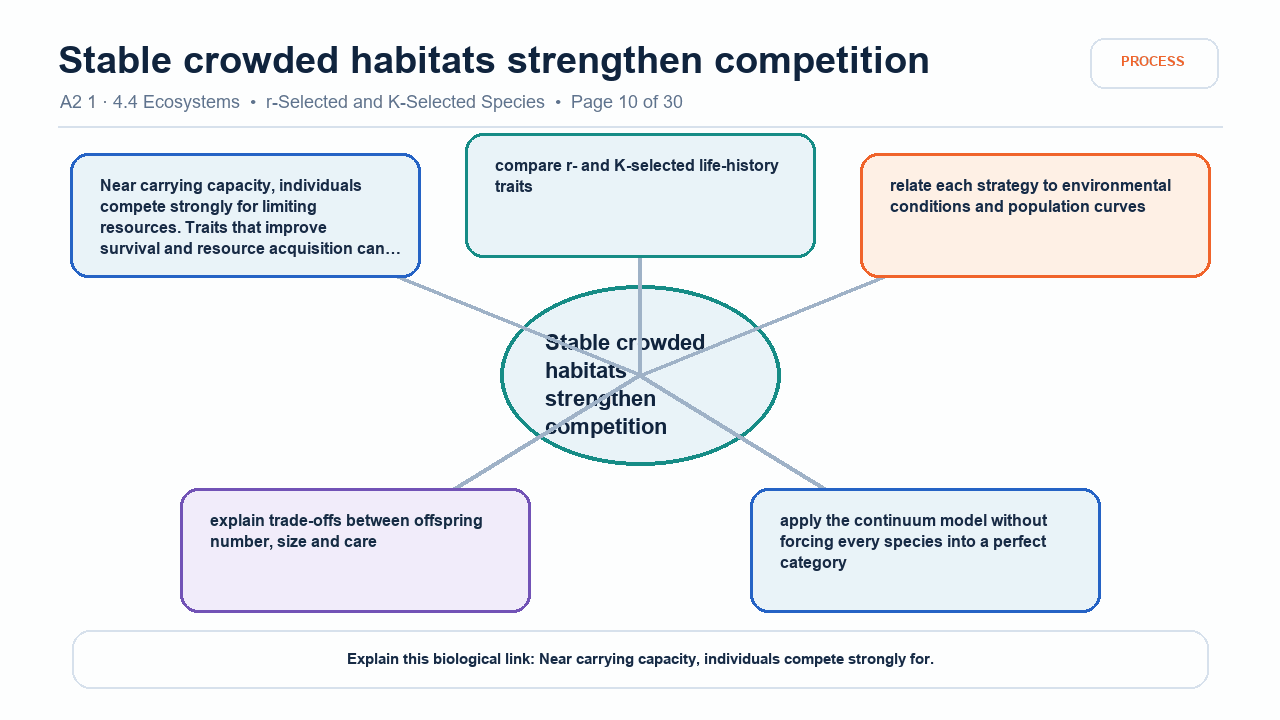 Stable crowded habitats strengthen competition
PROCESS
A2 1 · 4.4 Ecosystems • r-Selected and K-Selected Species • Page 10 of 30
Near carrying capacity, individuals
compete strongly for limiting
resources. Traits that improve
survival and resource acquisition can…
compare r- and K-selected life-history
traits
relate each strategy to environmental
conditions and population curves
Stable crowded
habitats
strengthen
competition
explain trade-offs between offspring
number, size and care
apply the continuum model without
forcing every species into a perfect
category
Explain this biological link: Near carrying capacity, individuals compete strongly for.